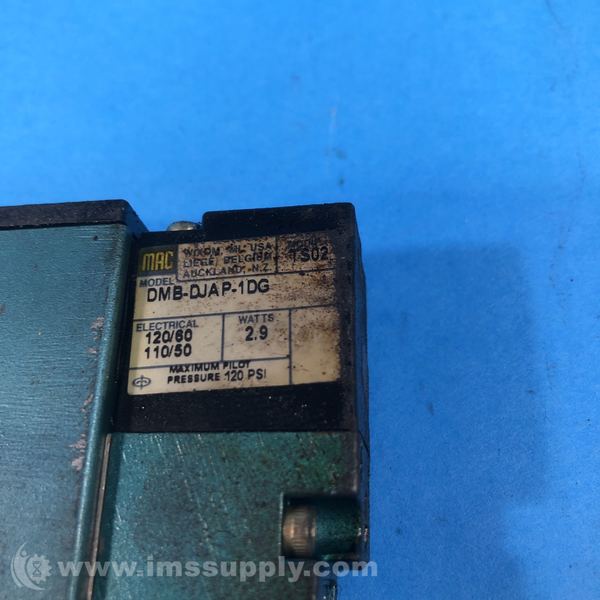 MAC
WIXOM, MI. USA
LIEGE, BELGIUM
AUCKLAND, N.Z.
TS02
MODEL
DMB-DJAP-1DG
ELECTRICAL
120/60
110/50
WATTS
2.9
MAXIMUM PILOT
PRESSURE 120 PSI
© www.imssupply.com/